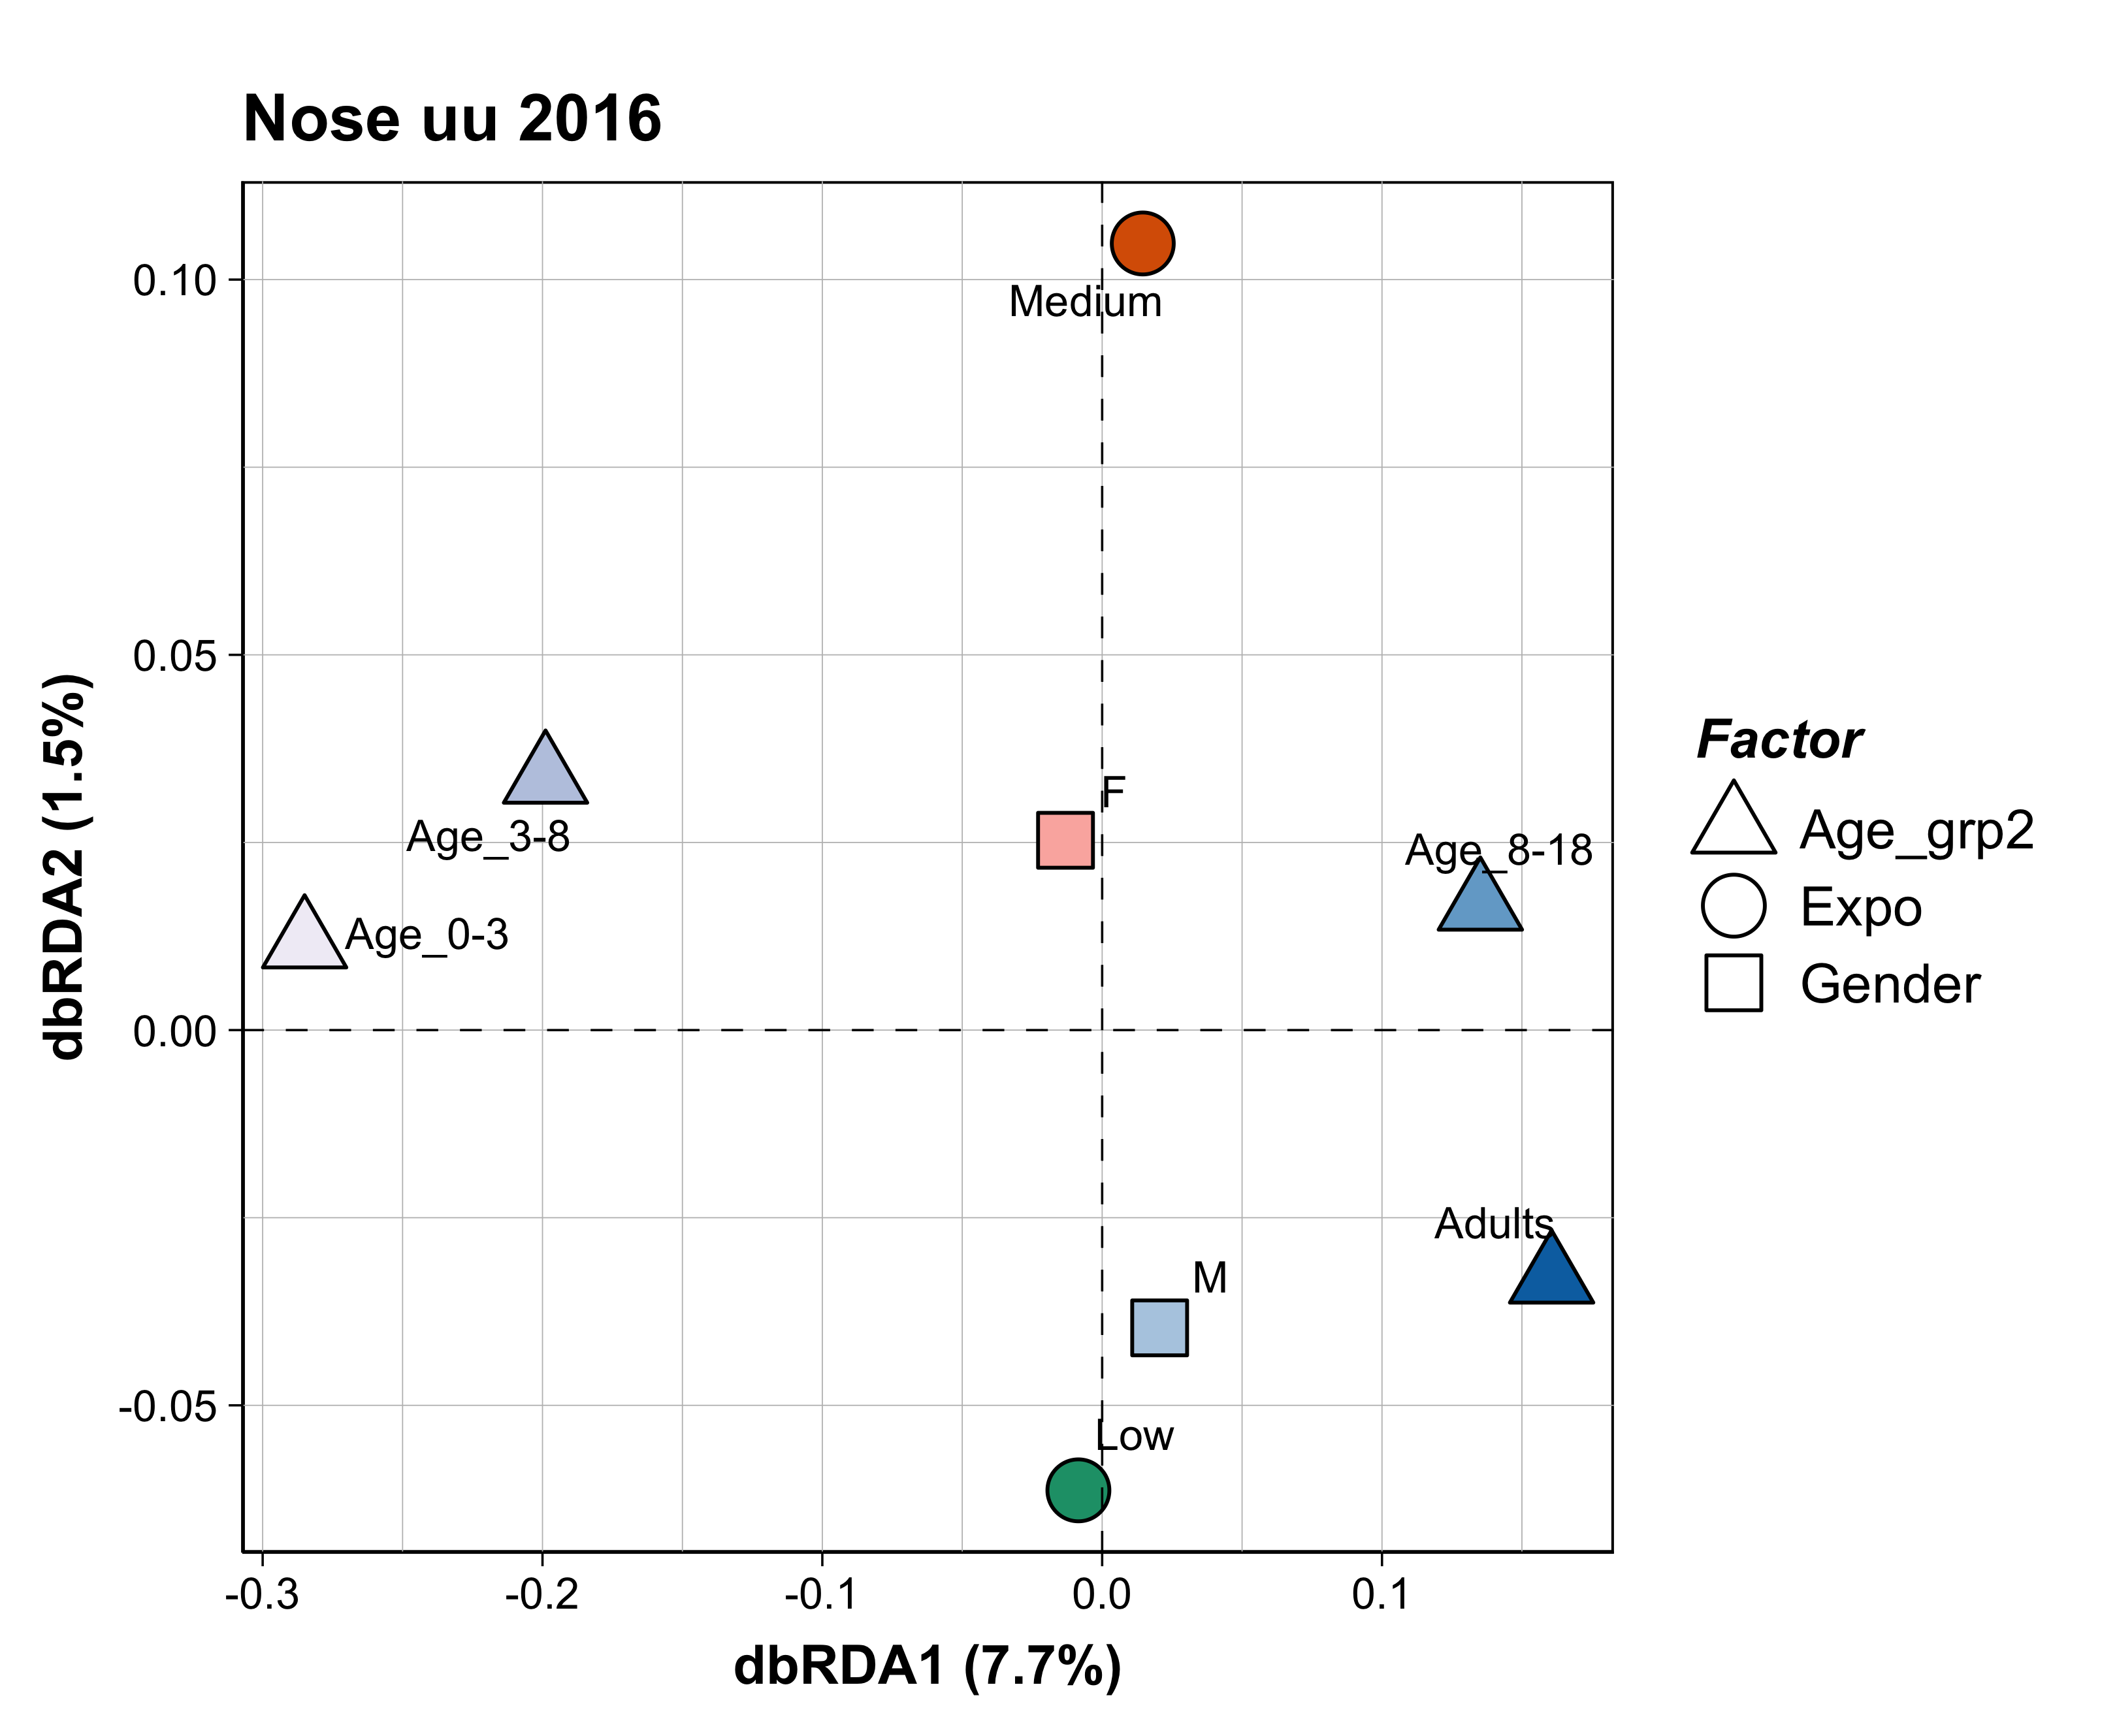 Nose uu 2016
0.10
0.05
0.00
-0.05
dbRDA2 (1.5%)
Medium
F
Age_3-8
Age_8-18
Age_0-3
Adults
M
Low
-0.3
-0.2
-0.1
0.0
0.1
dbRDA1 (7.7%)
Factor
Age_grp2
Expo
Gender